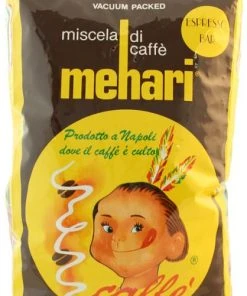 VACUUM PACKED
miscela di
caffè
ESPRESSO
BAR
mehari®
Prodotto a Napoli
dove il caffè è culto
®
caffè